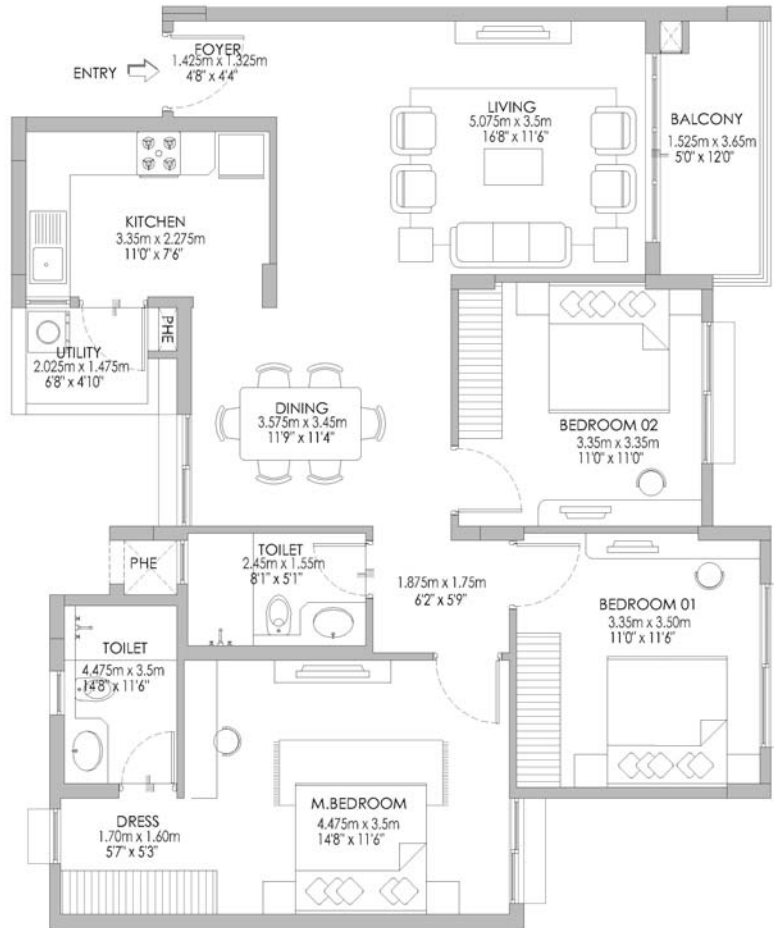 FOYER
1.425m x 1.325m
4'8" x 4'4"
ENTRY
LIVING
5.075m x 3.5m
16'8" x 11'6"
BALCONY
1.525m x 3.65m
5'0" x 12'0"
KITCHEN
3.35m x 2.275m
11'0" x 7'6"
PHE
UTILITY
2.025m x 1.475m
6'8" x 4'10"
DINING
3.575m x 3.45m
11'9" x 11'4"
BEDROOM 02
3.35m x 3.35m
11'0" x 11'0"
PHE
TOILET
2.45m x 1.55m
8'1" x 5'1"
1.875m x 1.75m
6'2" x 5'9"
BEDROOM 01
3.35m x 3.50m
11'0" x 11'6"
TOILET
4.475m x 3.5m
14'8" x 11'6"
M.BEDROOM
4.475m x 3.5m
14'8" x 11'6"
DRESS
1.70m x 1.60m
5'7" x 5'3"